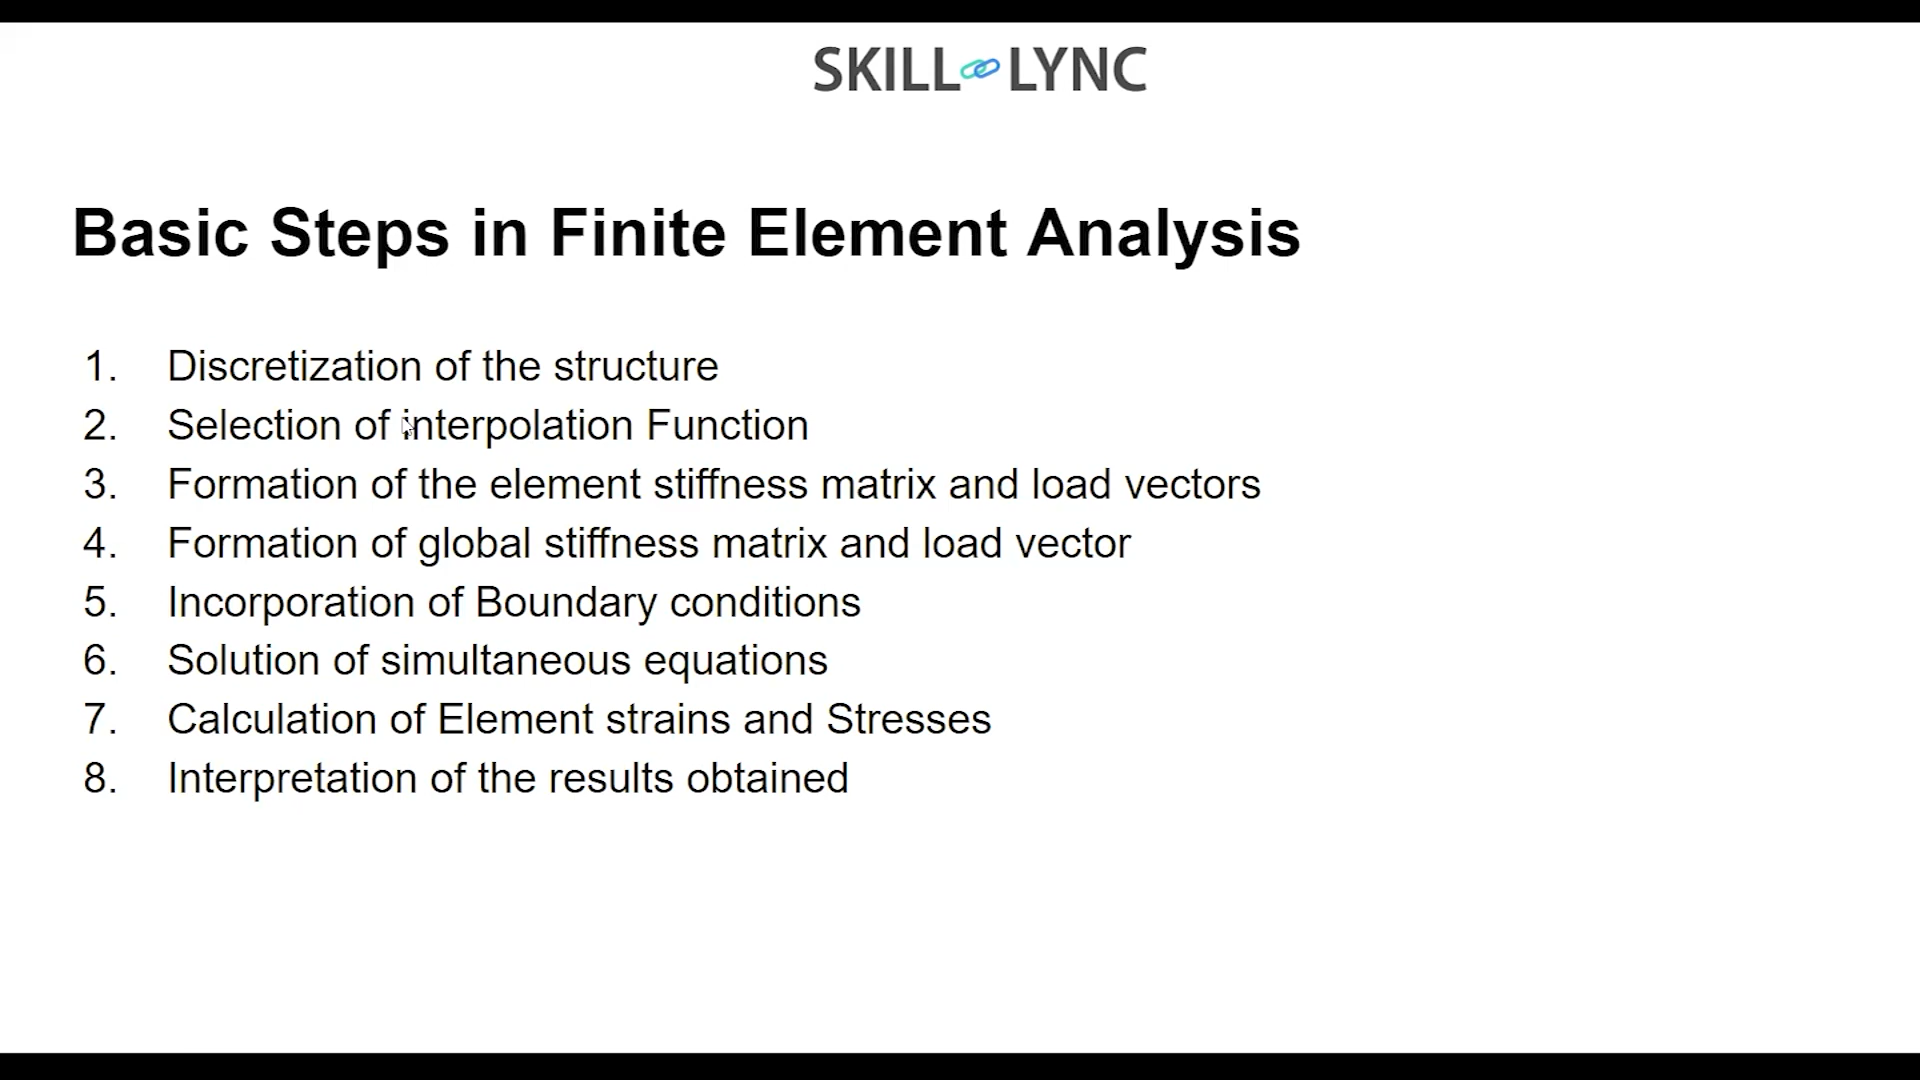 SKILL LYNC
Basic Steps in Finite Element Analysis
1. Discretization of the structure
2. Selection of interpolation Function
3. Formation of the element stiffness matrix and load vectors
4. Formation of global stiffness matrix and load vector
5. Incorporation of Boundary conditions
6. Solution of simultaneous equations
7. Calculation of Element strains and Stresses
8. Interpretation of the results obtained